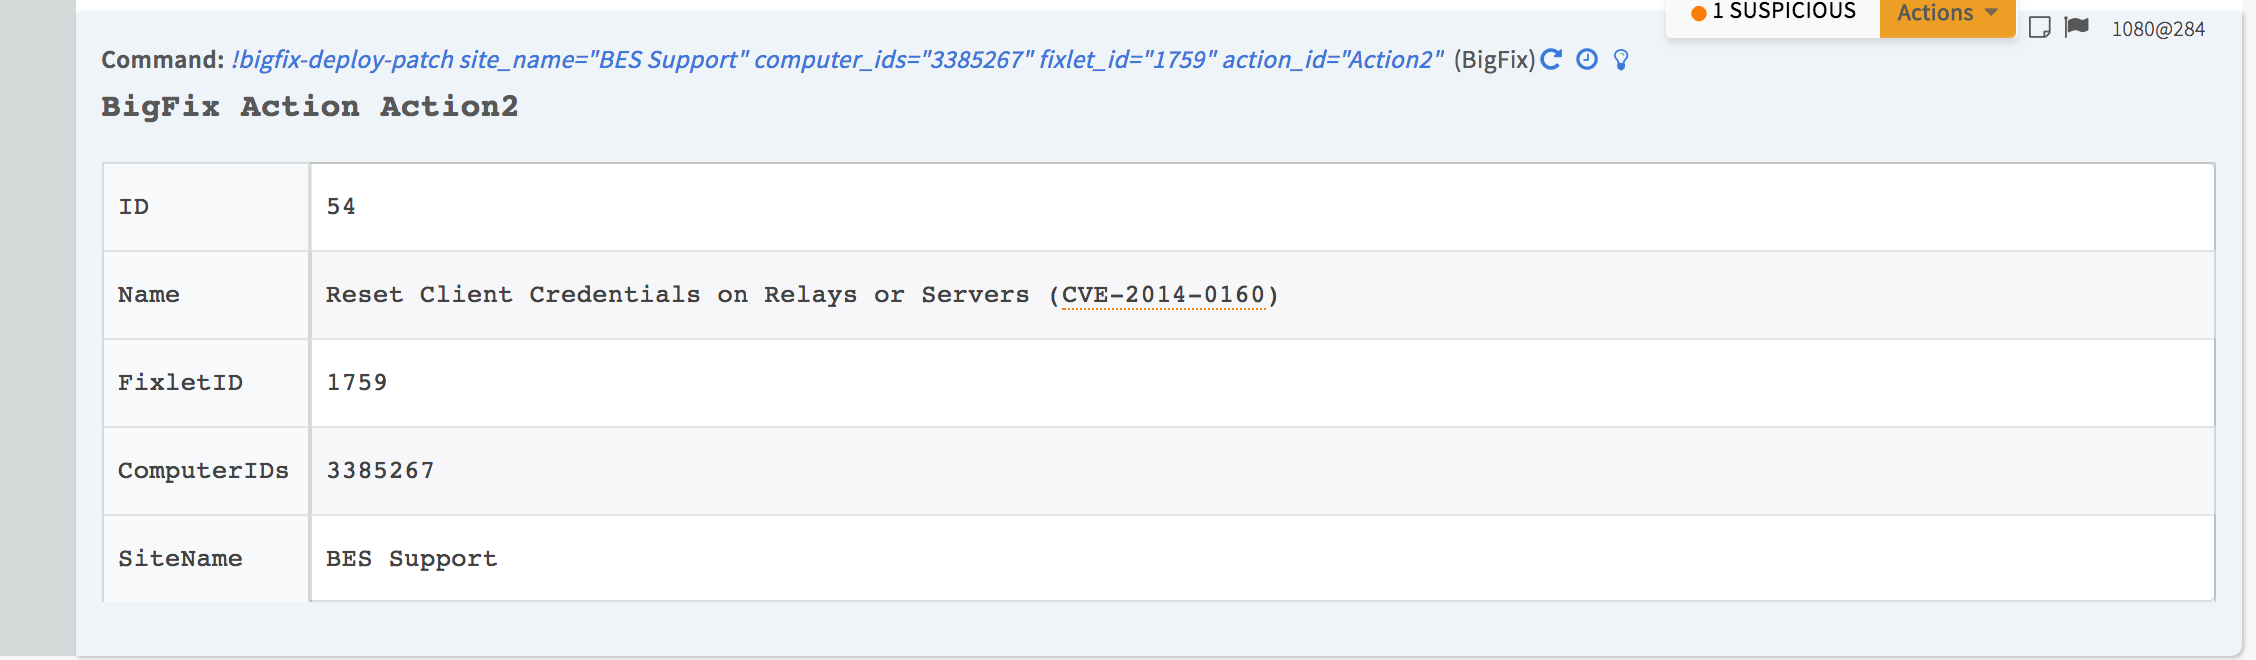 1 SUSPICIOUS
Actions
1080@284
Command: !bigfix-deploy-patch site_name="BES Support" computer_ids="3385267" fixlet_id="1759" action_id="Action2" (BigFix)
BigFix Action Action2
ID 54
Name Reset Client Credentials on Relays or Servers (CVE-2014-0160)
FixletID 1759
ComputerIDs 3385267
SiteName BES Support